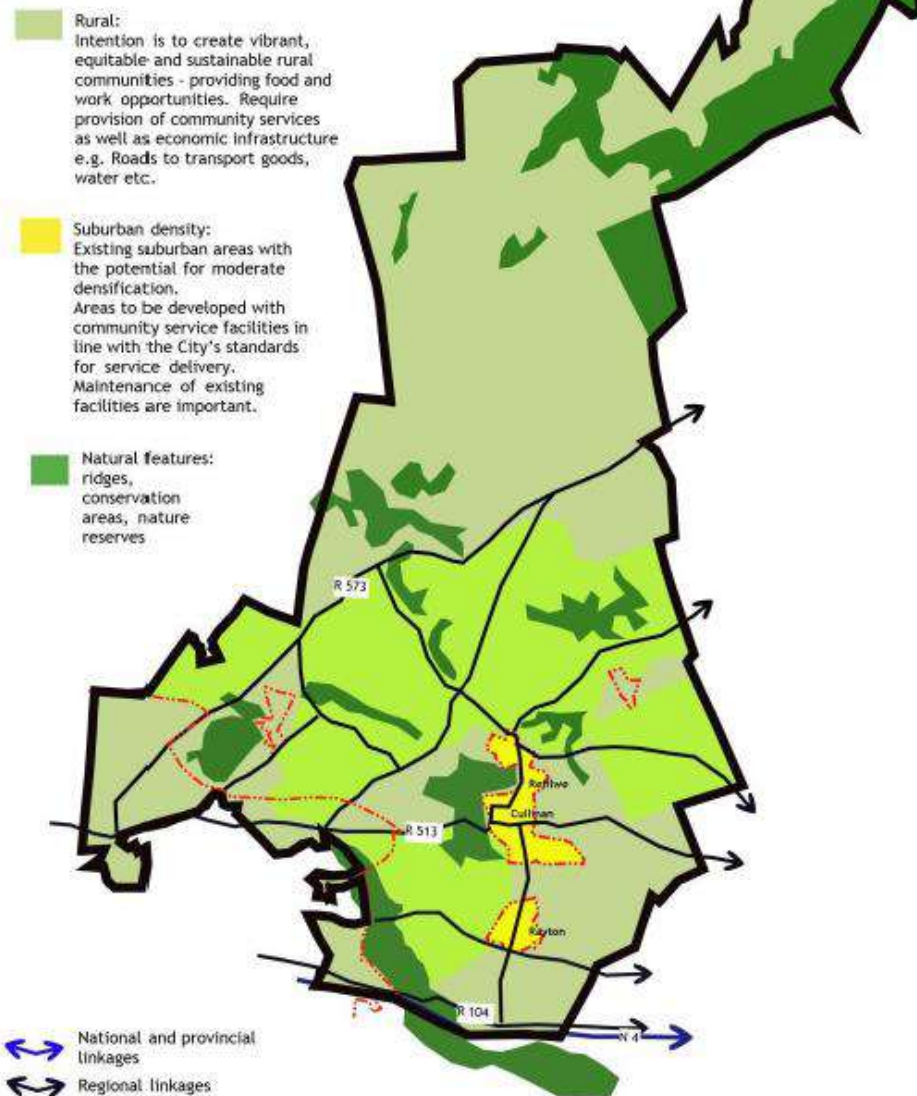 Rural:
Intention is to create vibrant,
equitable and sustainable rural
communities - providing food and
work opportunities. Require
provision of community services
as well as economic infrastructure
e.g. Roads to transport goods,
water etc.
Suburban density:
Existing suburban areas with
the potential for moderate
densification.
Areas to be developed with
community service facilities in
line with the City's standards
for service delivery.
Maintenance of existing
facilities are important.
Natural features:
ridges,
conservation
areas, nature
reserves
R 573
Refilwe
Cullinan
R 513
Rayton
R 104
N 4
National and provincial
linkages
Regional linkages